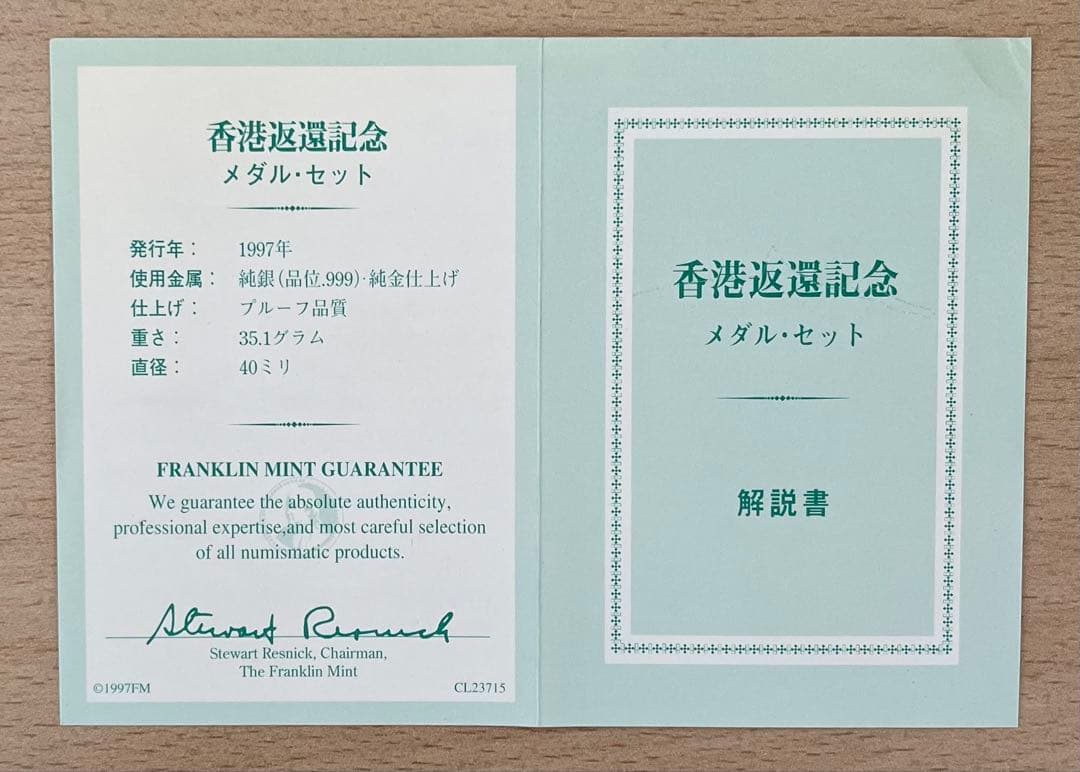 香港返還記念
メダル・セット
発行年： 1997年
使用金属： 純銀(品位.999)・純金仕上げ
仕上げ： プルーフ品質
重さ： 35.1グラム
直径： 40ミリ
FRANKLIN MINT GUARANTEE
We guarantee the absolute authenticity,
professional expertise,and most careful selection
of all numismatic products.
Stewart Resnick
Stewart Resnick, Chairman,
The Franklin Mint
©1997FM
CL23715
香港返還記念
メダル・セット
解説書